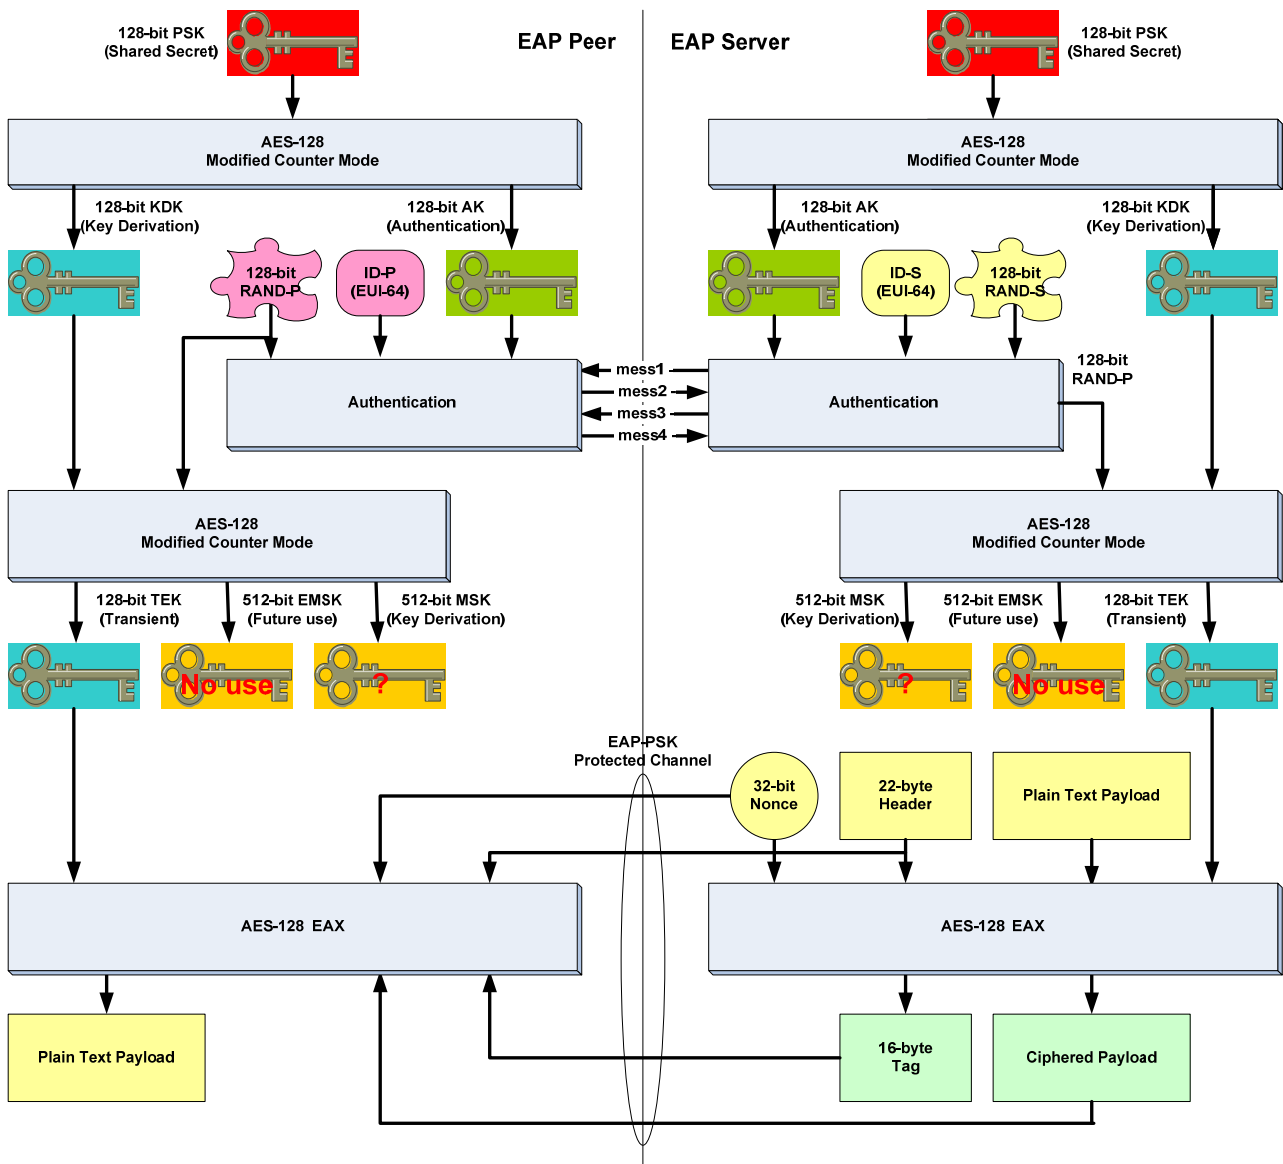 128-bit PSK
(Shared Secret)
EAP Peer
EAP Server
128-bit PSK
(Shared Secret)
AES-128
Modified Counter Mode
AES-128
Modified Counter Mode
128-bit KDK
(Key Derivation)
128-bit AK
(Authentication)
128-bit AK
(Authentication)
128-bit KDK
(Key Derivation)
128-bit
RAND-P
ID-P
(EUI-64)
ID-S
(EUI-64)
128-bit
RAND-S
Authentication
mess1
mess2
mess3
mess4
Authentication
128-bit
RAND-P
AES-128
Modified Counter Mode
AES-128
Modified Counter Mode
128-bit TEK
(Transient)
512-bit EMSK
(Future use)
512-bit MSK
(Key Derivation)
512-bit MSK
(Key Derivation)
512-bit EMSK
(Future use)
128-bit TEK
(Transient)
No use
?
?
No use
EAP-PSK
Protected Channel
32-bit
Nonce
22-byte
Header
Plain Text Payload
AES-128 EAX
AES-128 EAX
Plain Text Payload
16-byte
Tag
Ciphered Payload